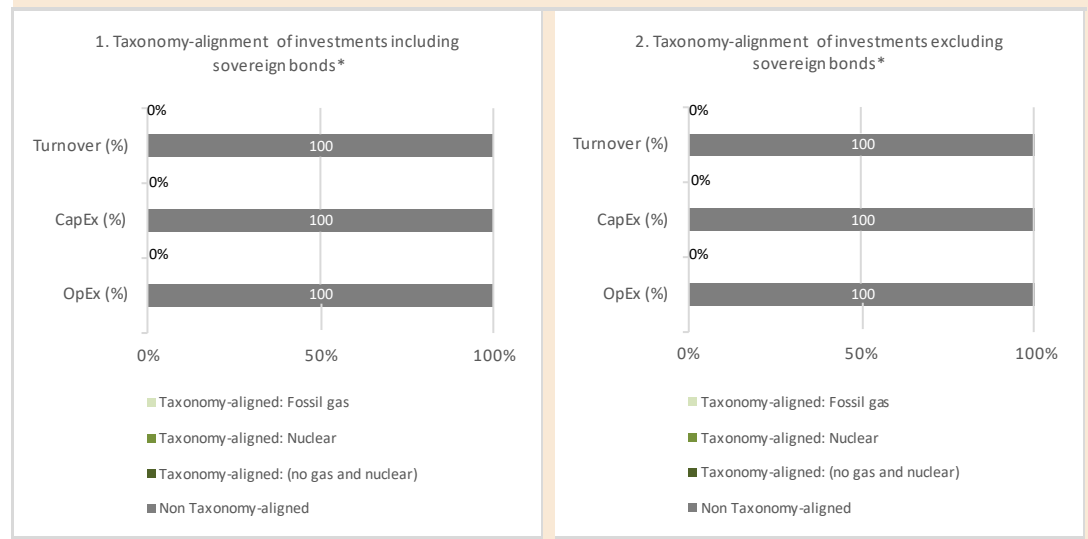 1. Taxonomy-alignment of investments including
sovereign bonds*
0%
Turnover (%)
100
0%
CapEx (%)
100
0%
OpEx (%)
100
0%
50%
100%
Taxonomy-aligned: Fossil gas
Taxonomy-aligned: Nuclear
Taxonomy-aligned: (no gas and nuclear)
Non Taxonomy-aligned
2. Taxonomy-alignment of investments excluding
sovereign bonds*
0%
Turnover (%)
100
0%
CapEx (%)
100
0%
OpEx (%)
100
0%
50%
100%
Taxonomy-aligned: Fossil gas
Taxonomy-aligned: Nuclear
Taxonomy-aligned: (no gas and nuclear)
Non Taxonomy-aligned